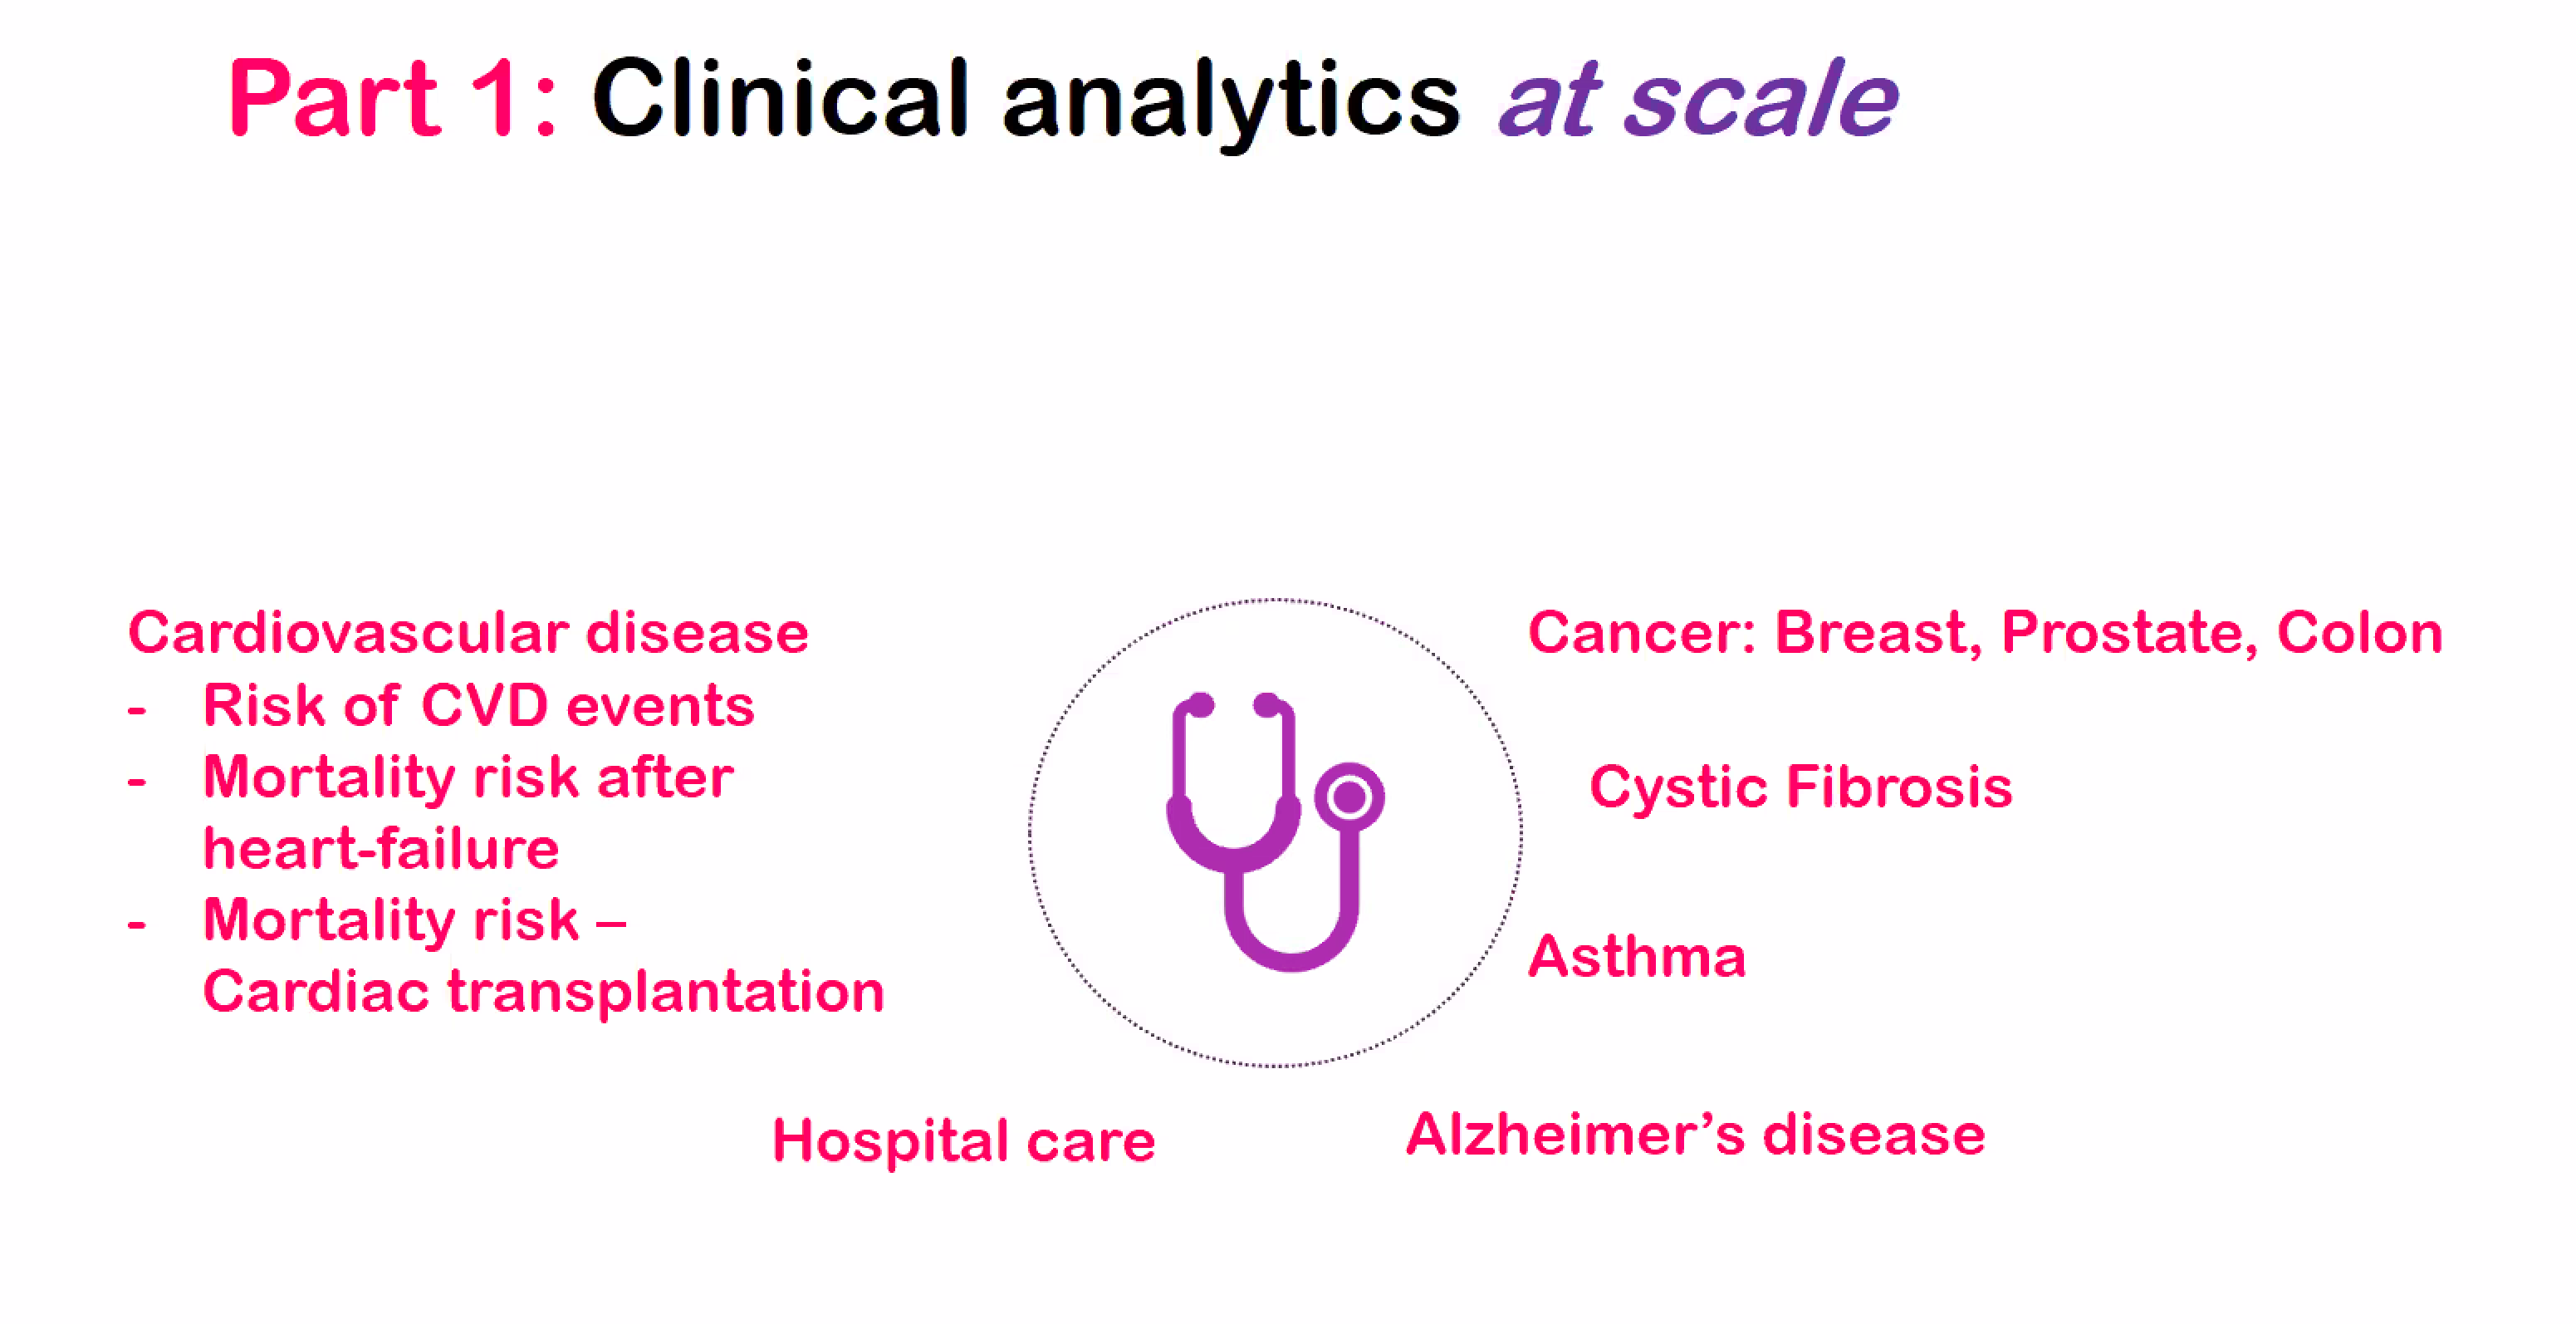 Part 1: Clinical analytics at scale
Cardiovascular disease
- Risk of CVD events
- Mortality risk after
heart-failure
- Mortality risk –
Cardiac transplantation
Cancer: Breast, Prostate, Colon
Cystic Fibrosis
Asthma
Hospital care
Alzheimer’s disease